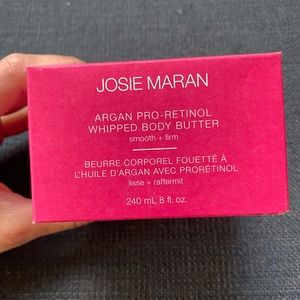 JOSIE MARAN
ARGAN PRO-RETINOL
WHIPPED BODY BUTTER
smooth + firm
BEURRE CORPOREL FOUETTÉ À
L'HUILE D'ARGAN AVEC PRORÉTINOL
lisse + raffermit
240 mL 8 fl. oz.